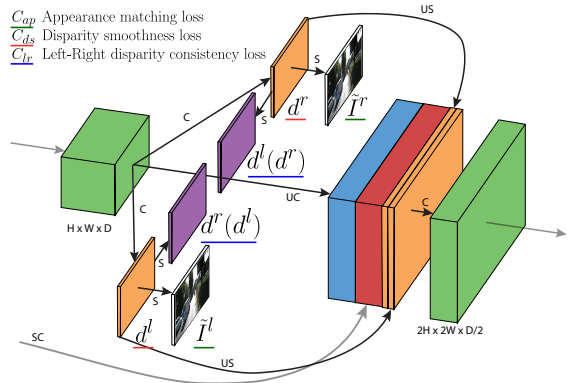 C_ap Appearance matching loss
C_ds Disparity smoothness loss
C_lr Left-Right disparity consistency loss
US
S
d^r
Ĩ^r
C
S
d^l(d^r)
UC
C
H x W x D
C
d^r(d^l)
S
S
d^l
Ĩ^l
2H x 2W x D/2
SC
US